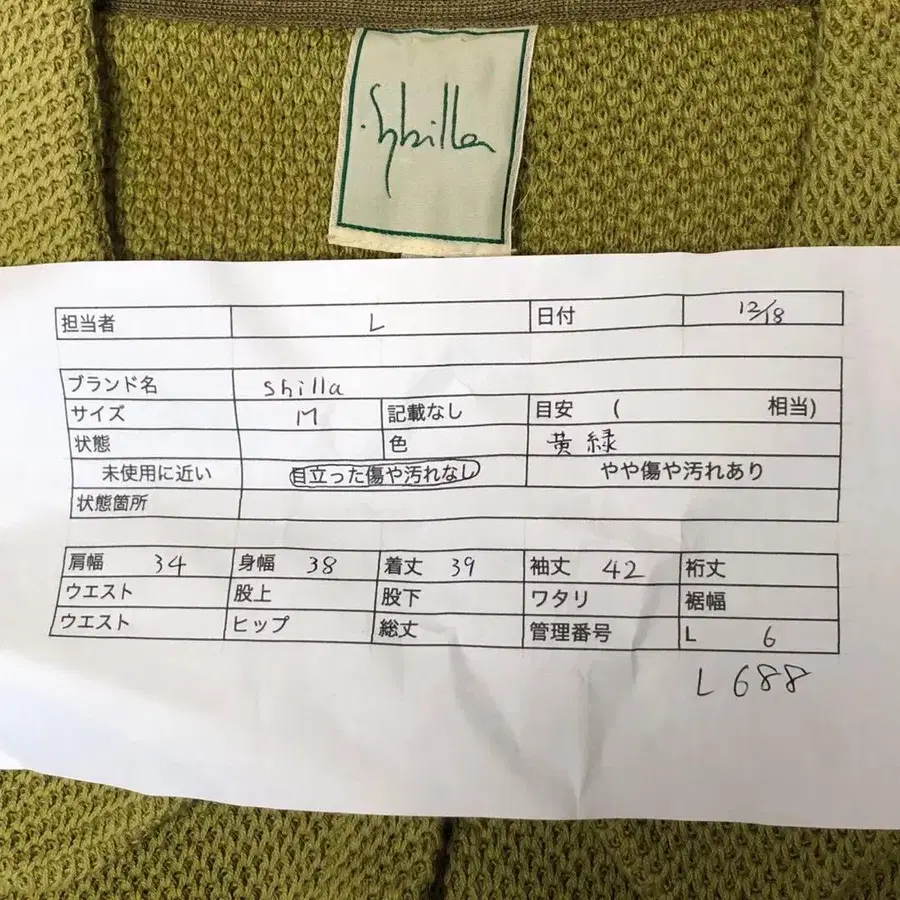 Sybilla
担当者 L 日付 12/18
ブランド名 Shilla
サイズ M 記載なし 目安 ( 相当)
状態 色 黄緑
未使用に近い 目立った傷や汚れなし やや傷や汚れあり
状態箇所
肩幅 34 身幅 38 着丈 39 袖丈 42 裄丈
ウエスト 股上 股下 ワタリ 裾幅
ウエスト ヒップ 総丈 管理番号 L 6
L688